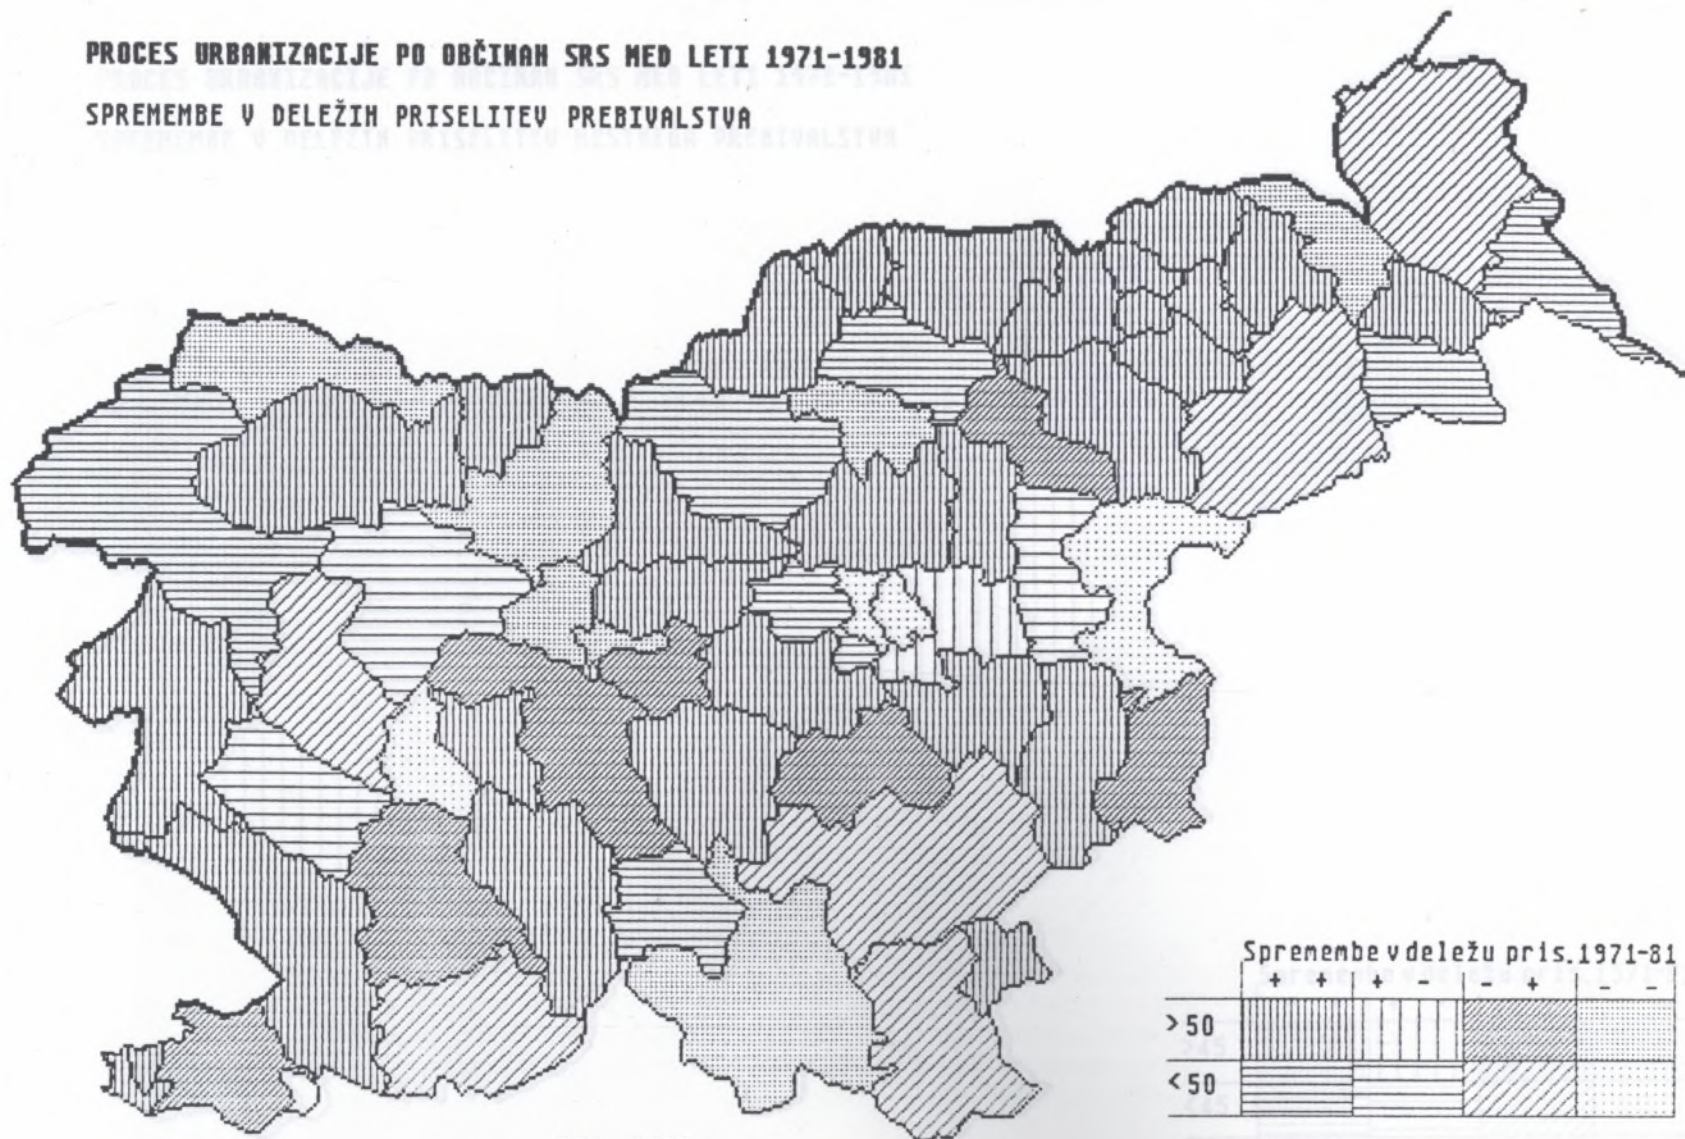 PROCES URBANIZACIJE PO OBČINAH SRS MED LETI 1971-1981
SPREMEMBE V DELEŽIH PRISELITEV PREBIVALSTVA
Spremembe v deležu pris. 1971-81
+ + + - - + - -
>50
<50